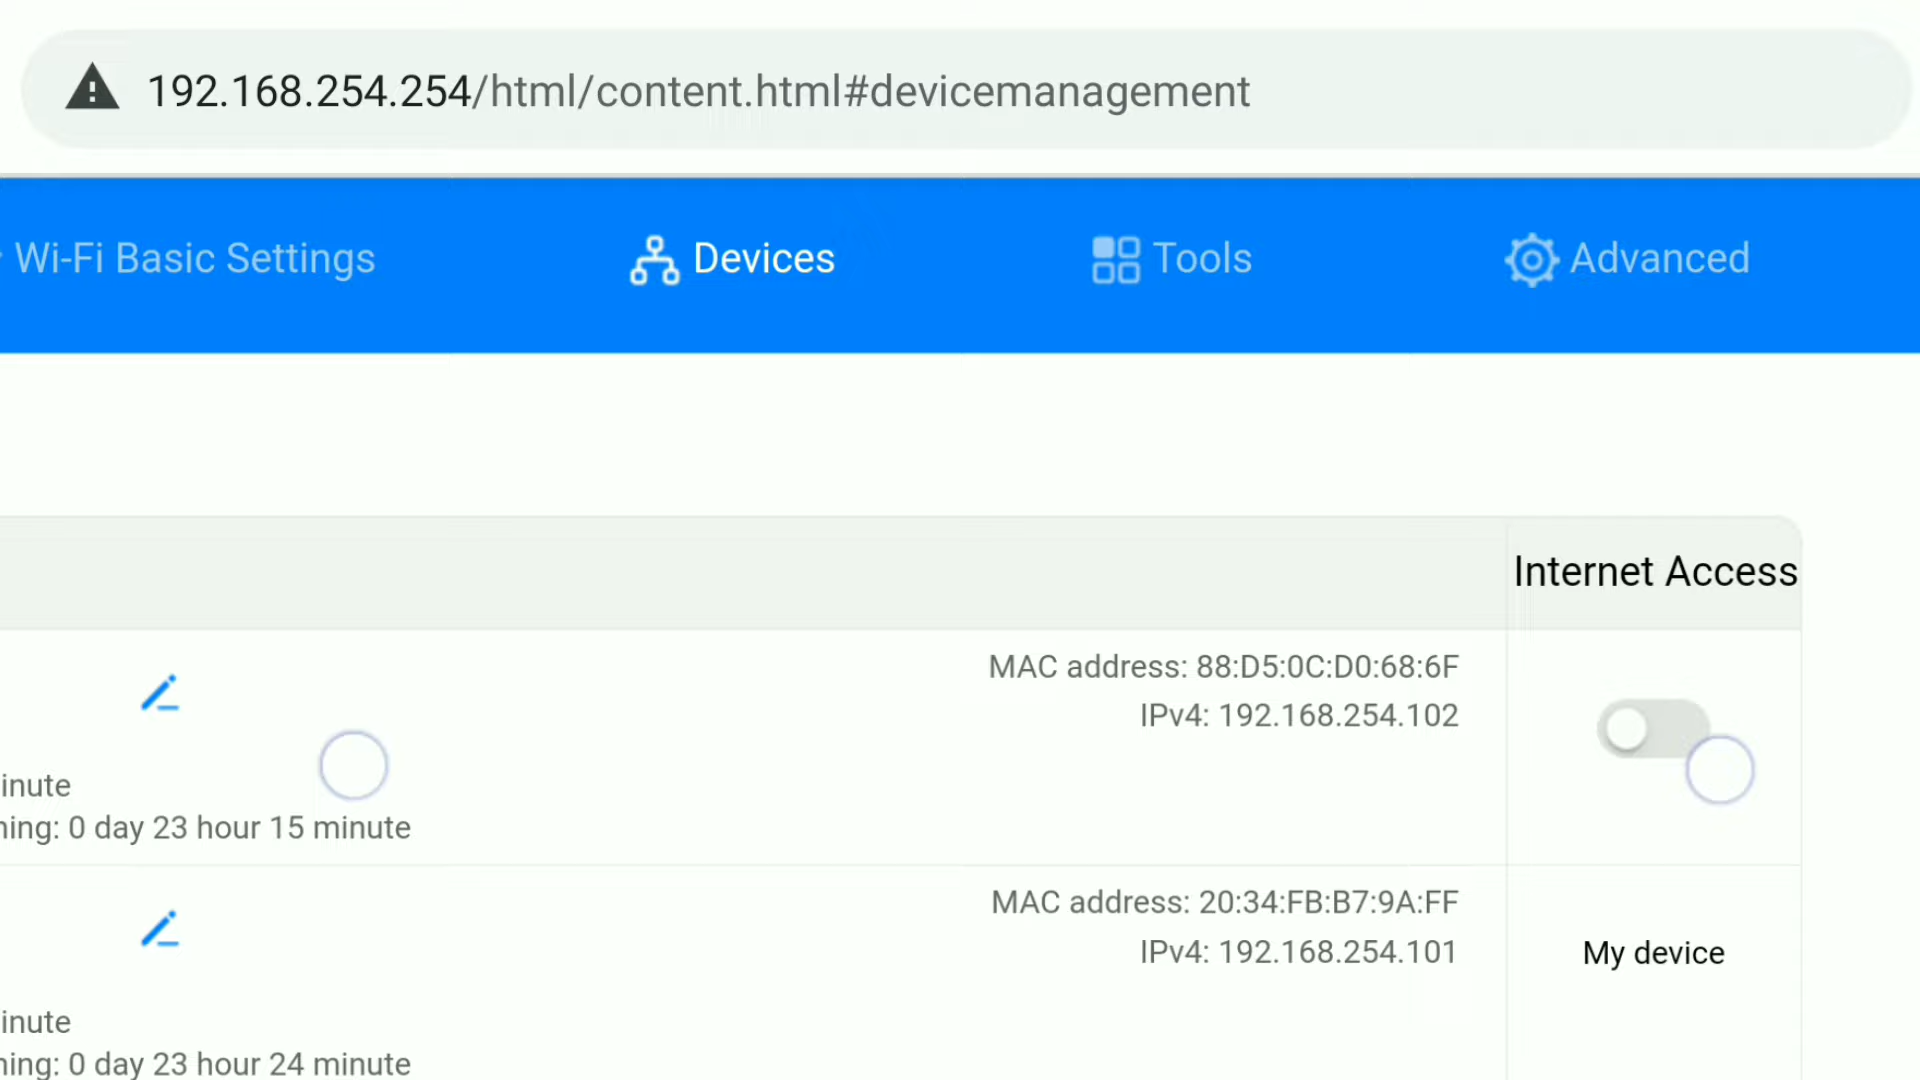 192.168.254.254/html/content.html#devicemanagement
Wi-Fi Basic Settings
Devices
Tools
Advanced
Internet Access
MAC address: 88:D5:0C:D0:68:6F
IPv4: 192.168.254.102
inute
ning: 0 day 23 hour 15 minute
MAC address: 20:34:FB:B7:9A:FF
IPv4: 192.168.254.101
My device
inute
ning: 0 day 23 hour 24 minute